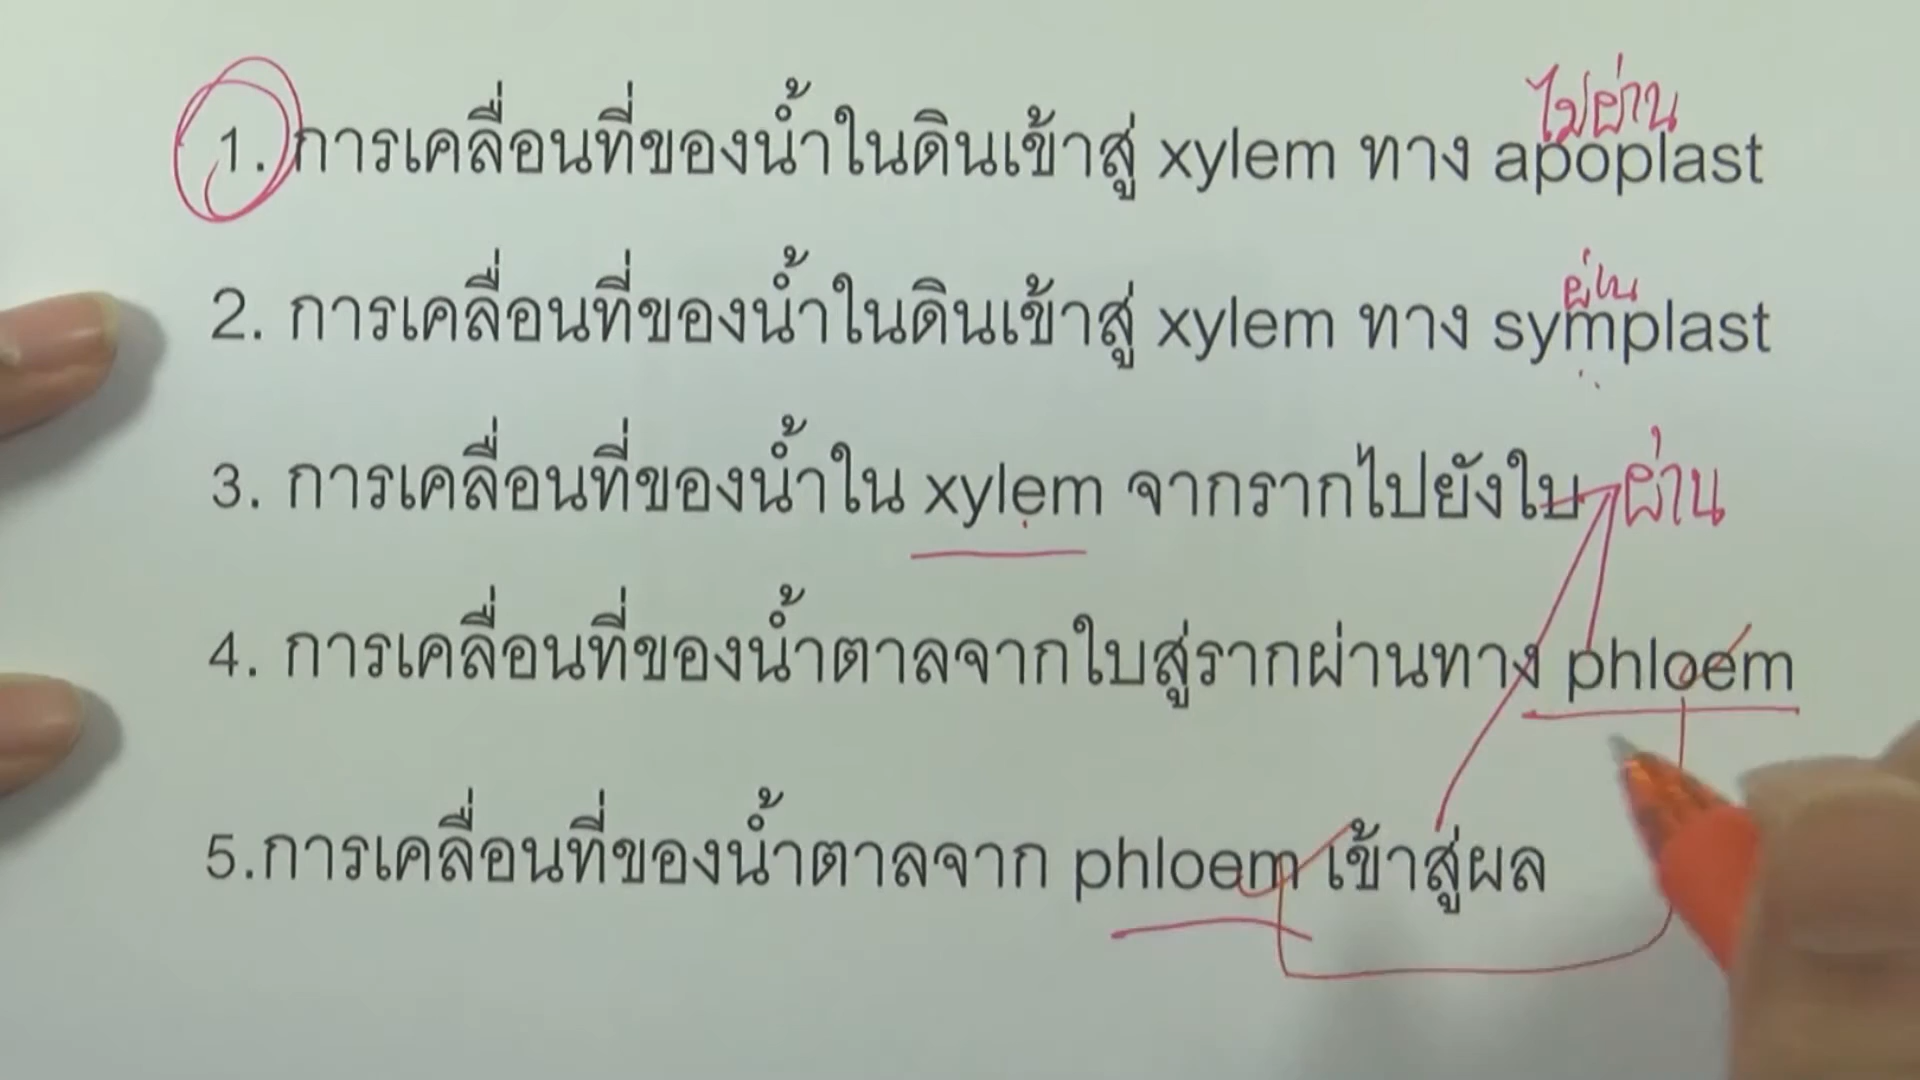 ไม่ผ่าน
1. การเคลื่อนที่ของน้ำในดินเข้าสู่ xylem ทาง apoplast
ผ่าน
2. การเคลื่อนที่ของน้ำในดินเข้าสู่ xylem ทาง symplast
3. การเคลื่อนที่ของน้ำใน xylem จากรากไปยังใบ ผ่าน
4. การเคลื่อนที่ของน้ำตาลจากใบสู่รากผ่านทาง phloem
5.การเคลื่อนที่ของน้ำตาลจาก phloem เข้าสู่ผล